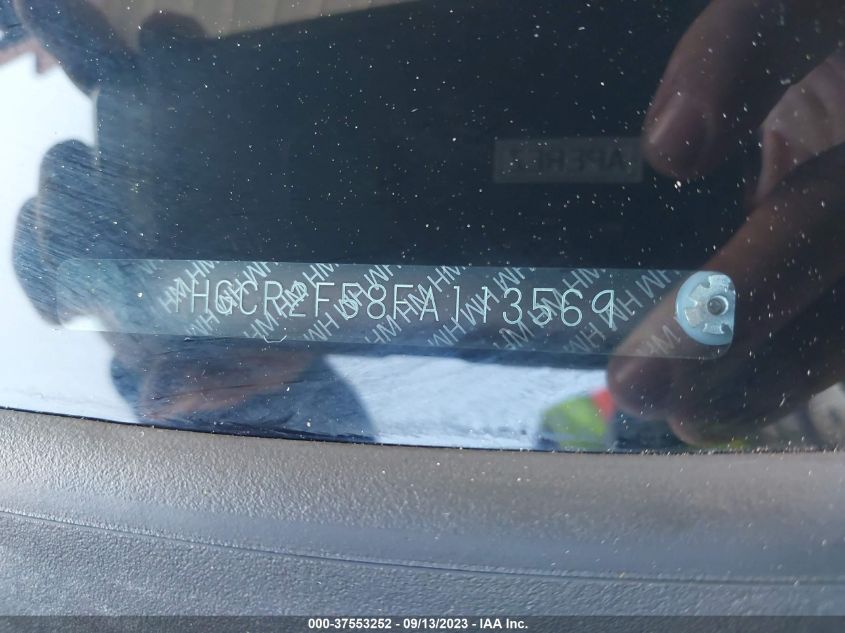 1HGCR2F58FA113569
000-37553252 - 09/13/2023 - IAA Inc.